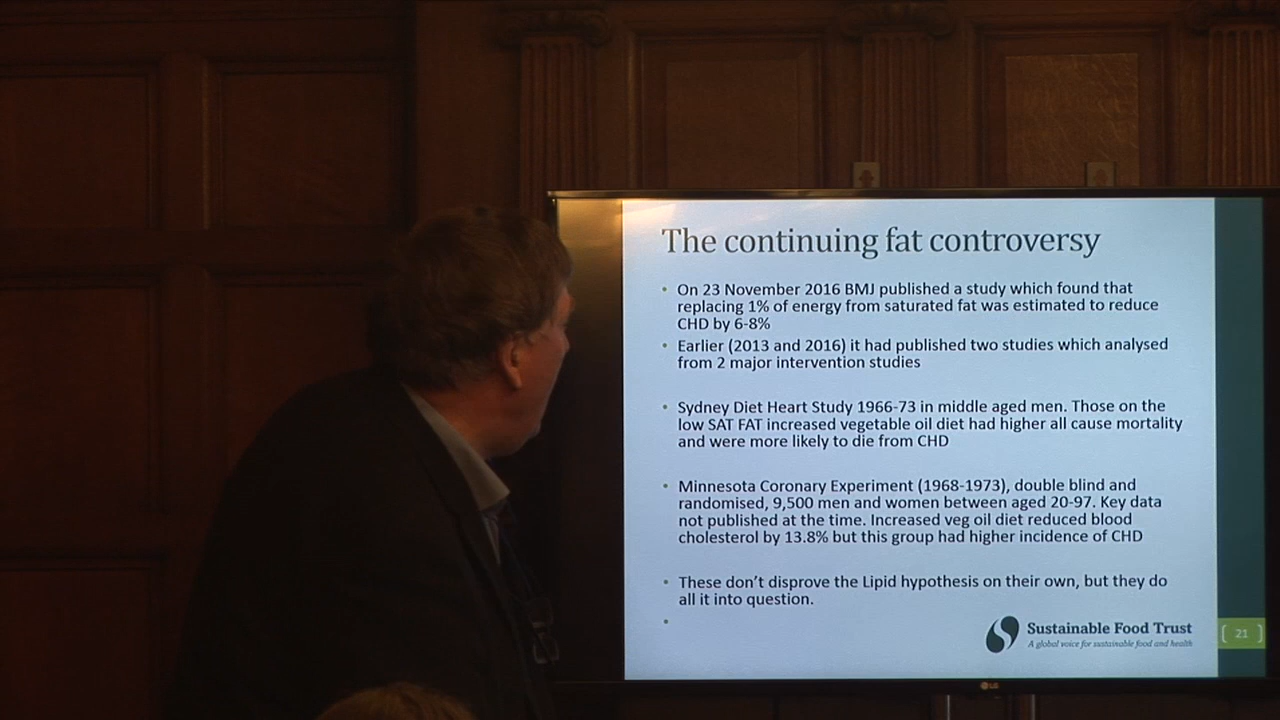 The continuing fat controversy
• On 23 November 2016 BMJ published a study which found that
replacing 1% of energy from saturated fat was estimated to reduce
CHD by 6-8%
• Earlier (2013 and 2016) it had published two studies which analysed
from 2 major intervention studies
• Sydney Diet Heart Study 1966-73 in middle aged men. Those on the
low SAT FAT increased vegetable oil diet had higher all cause mortality
and were more likely to die from CHD
• Minnesota Coronary Experiment (1968-1973), double blind and
randomised, 9,500 men and women between aged 20-97. Key data
not published at the time. Increased veg oil diet reduced blood
cholesterol by 13.8% but this group had higher incidence of CHD
• These don't disprove the Lipid hypothesis on their own, but they do
all it into question.
•
Sustainable Food Trust
A global voice for sustainable food and health
[ 21 ]
LG